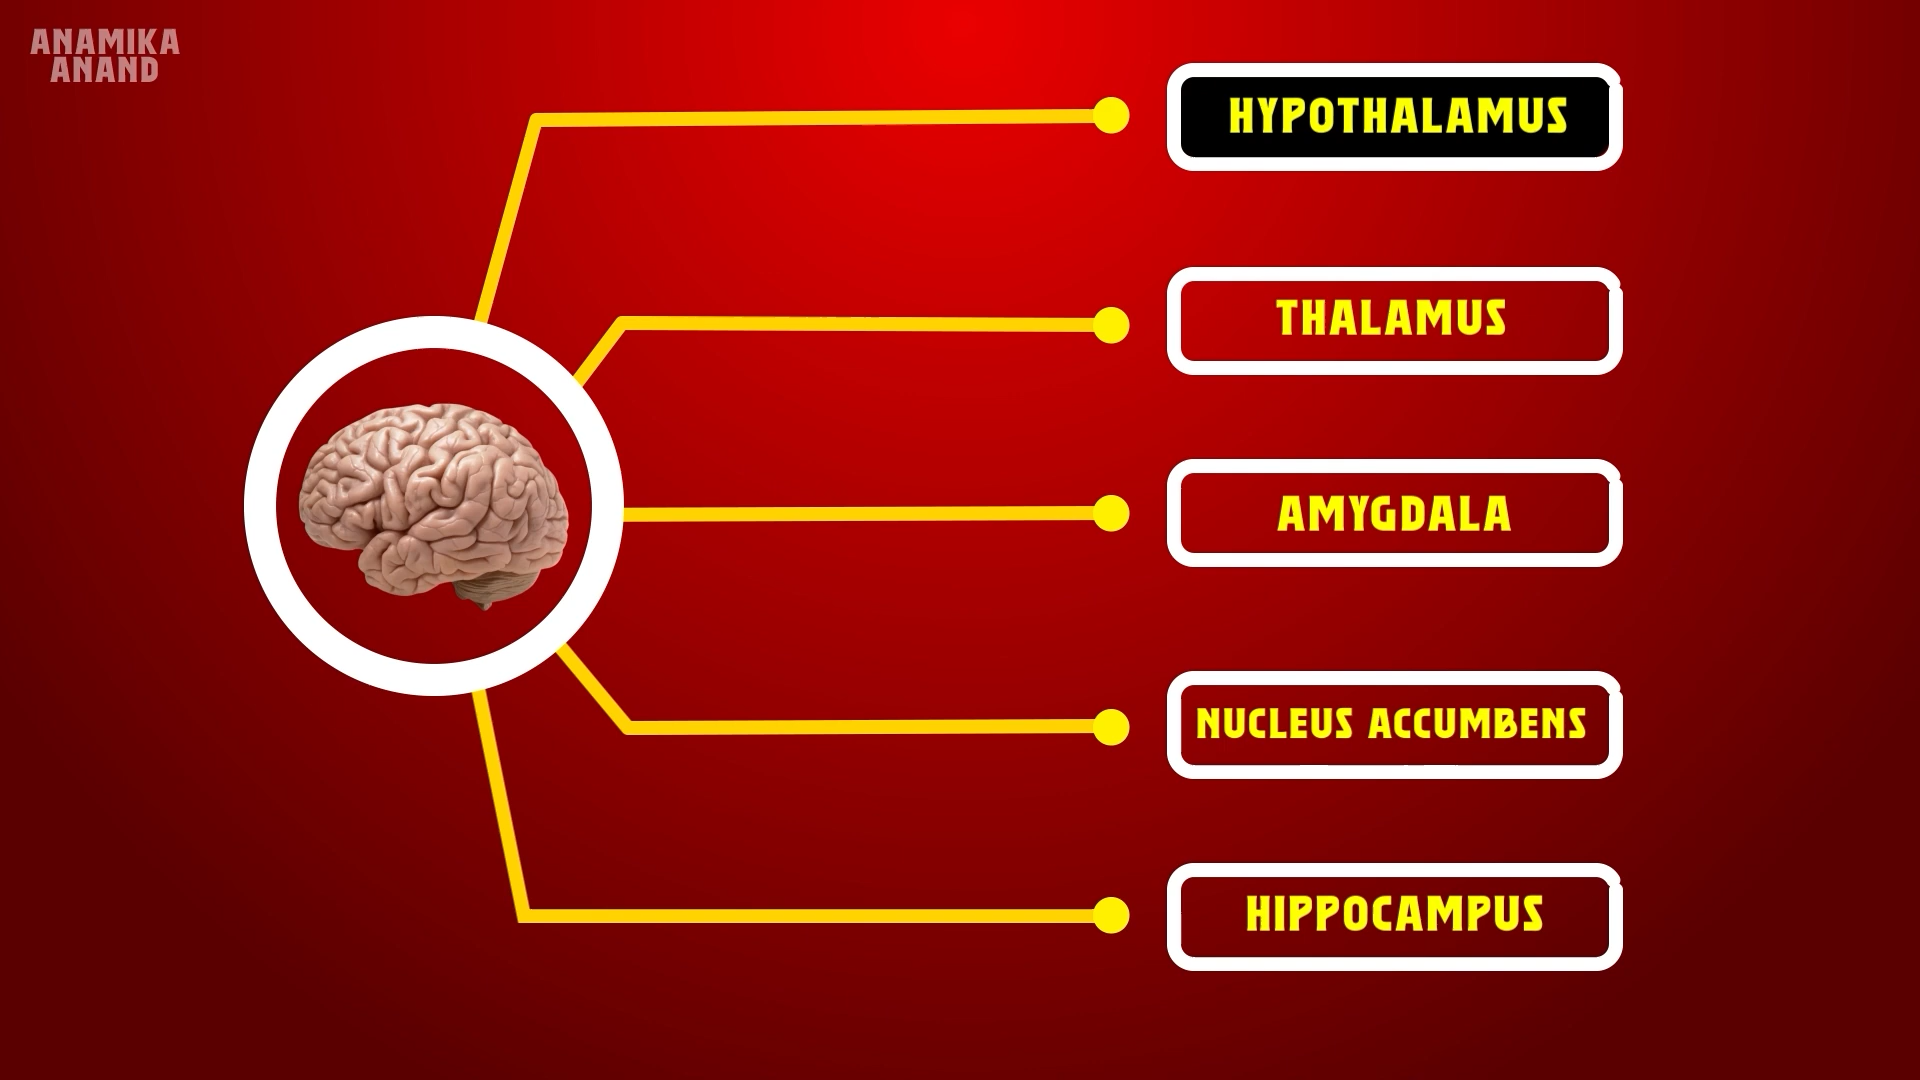 ANAMIKA
ANAND
HYPOTHALAMUS
THALAMUS
AMYGDALA
NUCLEUS ACCUMBENS
HIPPOCAMPUS